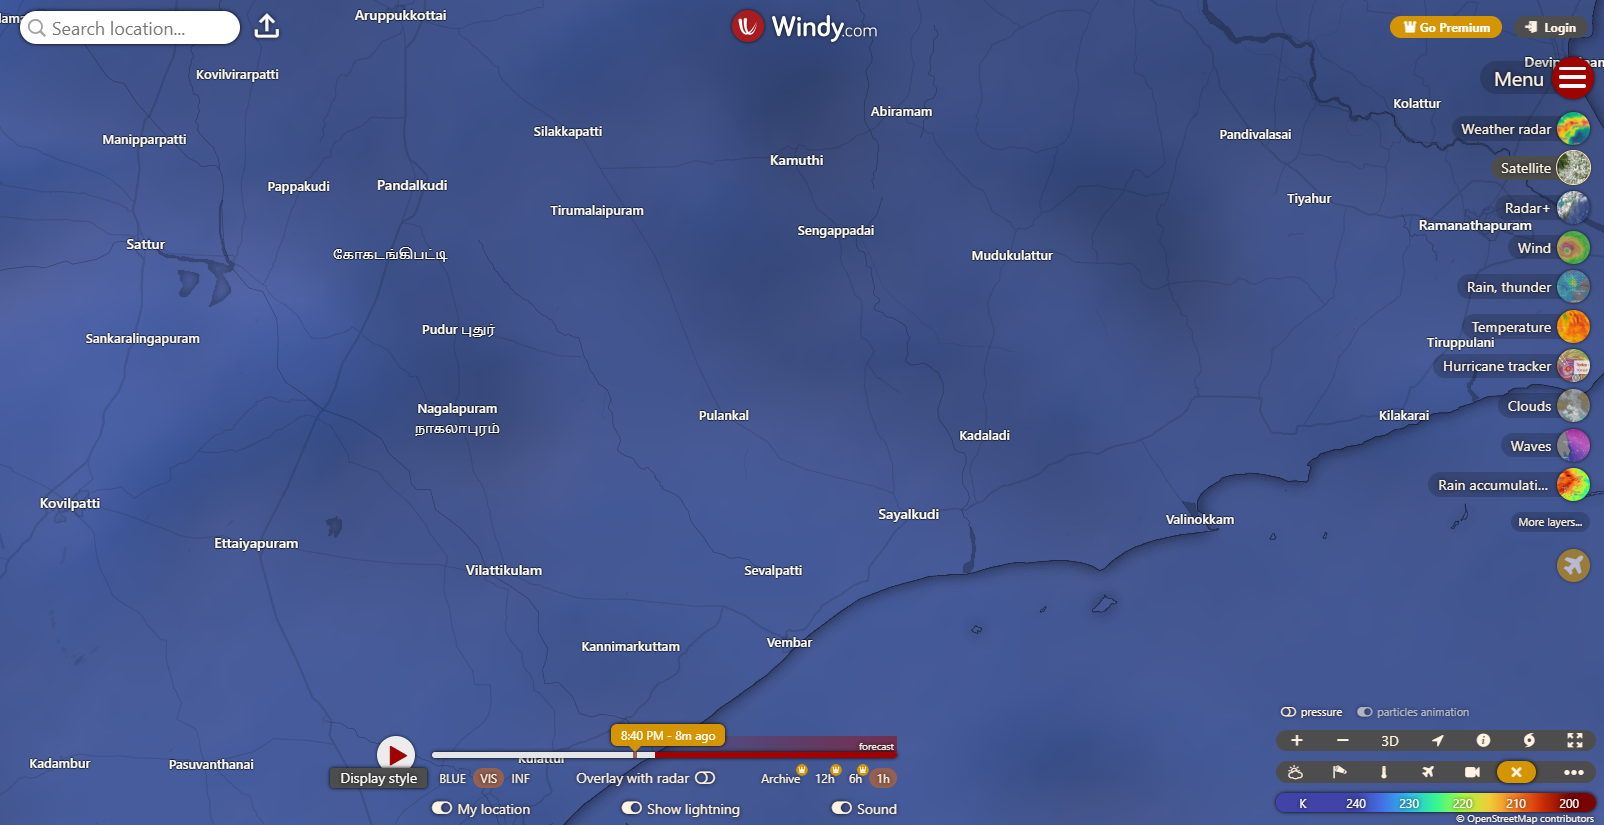 Aruppukkottai
Search location...
Windy.com
Go Premium
Login
Kovilvirarpatti
Menu
Abiramam
Kolattur
Silakkapatti
Manipparpatti
Pandivalasai
Weather radar
Kamuthi
Satellite
Pappakudi
Pandalkudi
Tiyahur
Tirumalaipuram
Radar+
Ramanathapuram
Sengappadai
Sattur
Wind
கோகடங்கிபட்டி
Mudukulattur
Rain, thunder
Pudur புதுர்
Temperature
Sankaralingapuram
Tiruppulani
Hurricane tracker
Nagalapuram
நாகலாபுரம்
Clouds
Pulankal
Kilakarai
Kadaladi
Waves
Rain accumulati...
Kovilpatti
Sayalkudi
Valinokkam
More layers...
Ettaiyapuram
Vilattikulam
Sevalpatti
Kannimarkuttam
Vembar
pressure
particles animation
8:40 PM - 8m ago
forecast
3D
Kadambur
Pasuvanthanai
Kulattur
Display style
BLUE VIS INF
Overlay with radar
Archive 12h 6h 1h
My location
Show lightning
Sound
K 240 230 220 210 200
© OpenStreetMap contributors